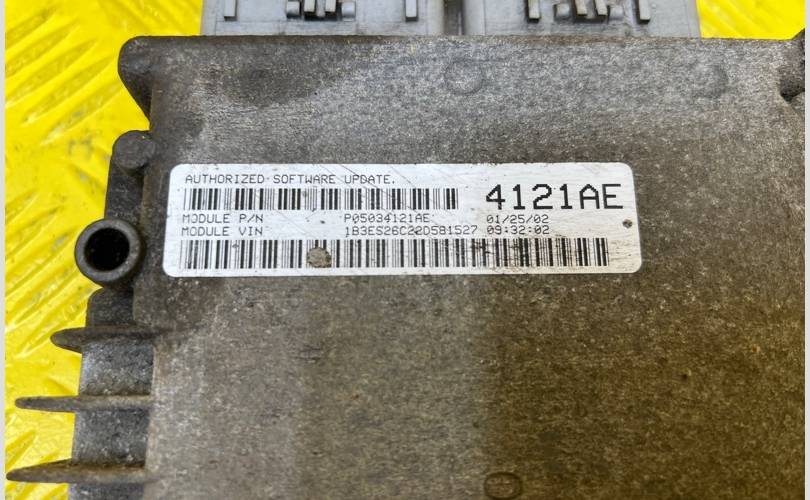 AUTHORIZED SOFTWARE UPDATE.
4121AE
MODULE P/N P05034121AE 01/25/02
MODULE VIN 1B3ES26C22D581527 09:32:02